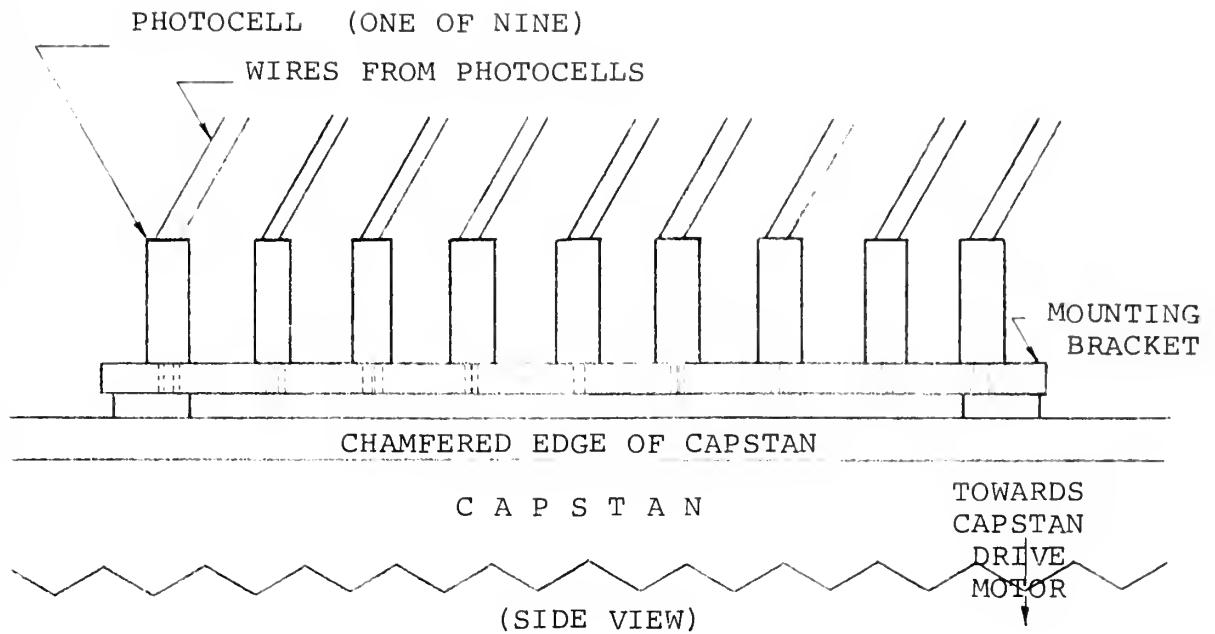 PHOTOCELL (ONE OF NINE)
WIRES FROM PHOTOCELLS
MOUNTING
BRACKET
CHAMFERED EDGE OF CAPSTAN
C A P S T A N
TOWARDS
CAPSTAN
DRIVE
MOTOR
(SIDE VIEW)